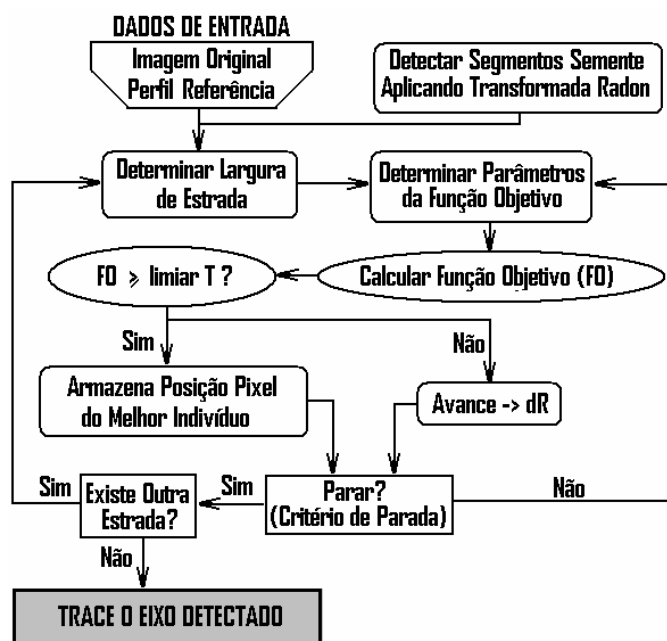 DADOS DE ENTRADA
Imagem Original
Perfil Referência
Detectar Segmentos Semente
Aplicando Transformada Radon
Determinar Largura
de Estrada
Determinar Parâmetros
da Função Objetivo
FO ≥ limiar T ?
Calcular Função Objetivo (FO)
Sim
Não
Armazena Posição Pixel
do Melhor Indivíduo
Avance -> dR
Sim
Existe Outra
Estrada?
Sim
Parar?
(Critério de Parada)
Não
Não
TRACE O EIXO DETECTADO